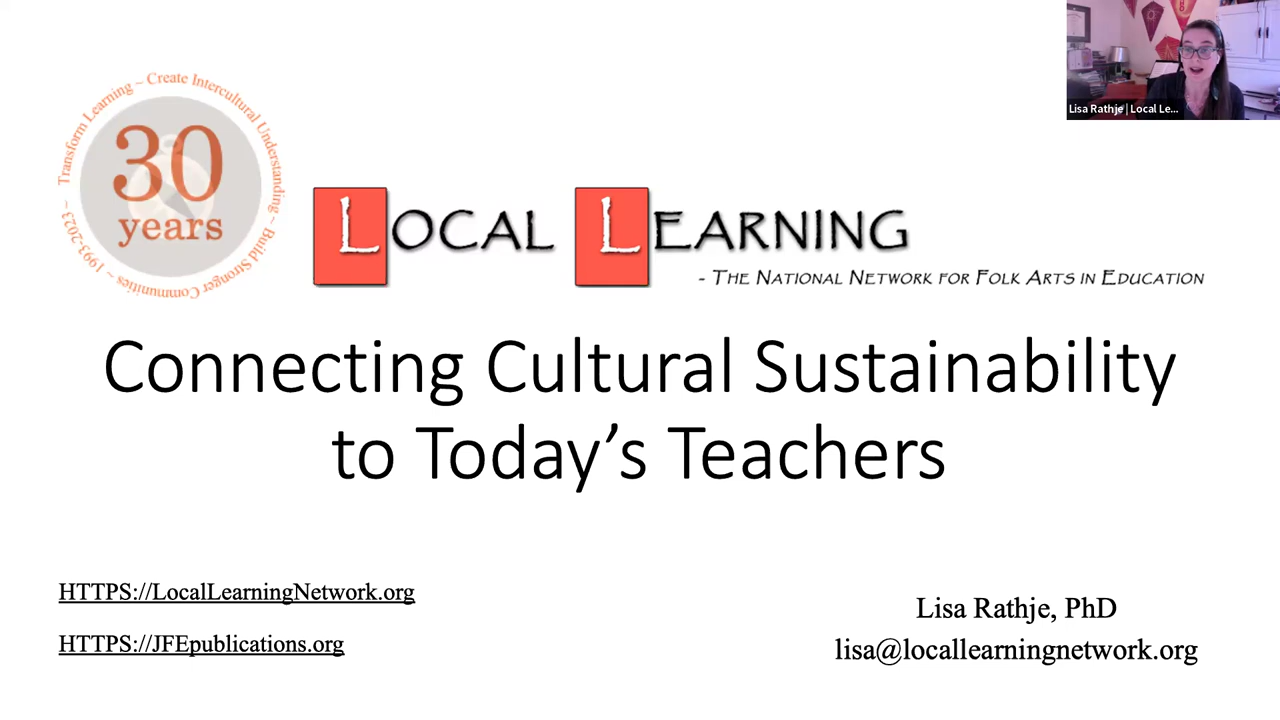 Lisa Rathje | Local Le...
Transform Learning ~ Create Intercultural Understanding ~ Build Stronger Communities ~ 1993-2023 ~
30
years
LOCAL LEARNING
- THE NATIONAL NETWORK FOR FOLK ARTS IN EDUCATION
Connecting Cultural Sustainability
to Today’s Teachers
HTTPS://LocalLearningNetwork.org
HTTPS://JFEpublications.org
Lisa Rathje, PhD
lisa@locallearningnetwork.org